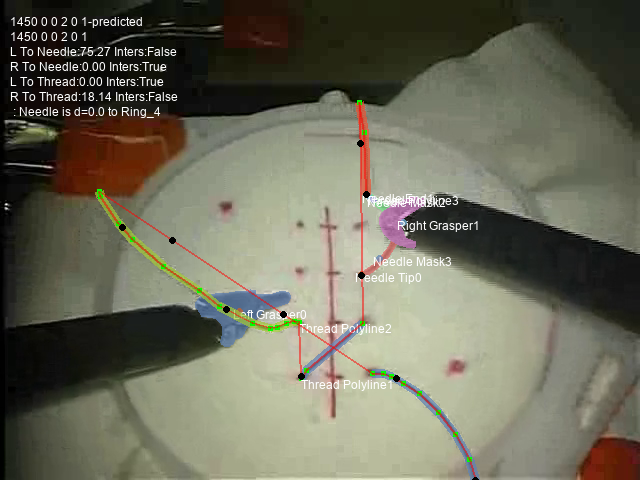 1450 0 0 2 0 1-predicted
1450 0 0 2 0 1
L To Needle:75.27 Inters:False
R To Needle:0.00 Inters:True
L To Thread:0.00 Inters:True
R To Thread:18.14 Inters:False
: Needle is d=0.0 to Ring_4
Needle Mask2
Right Grasper1
Needle Mask3
Needle Tip0
Left Grasper0
Thread Polyline2
Thread Polyline1